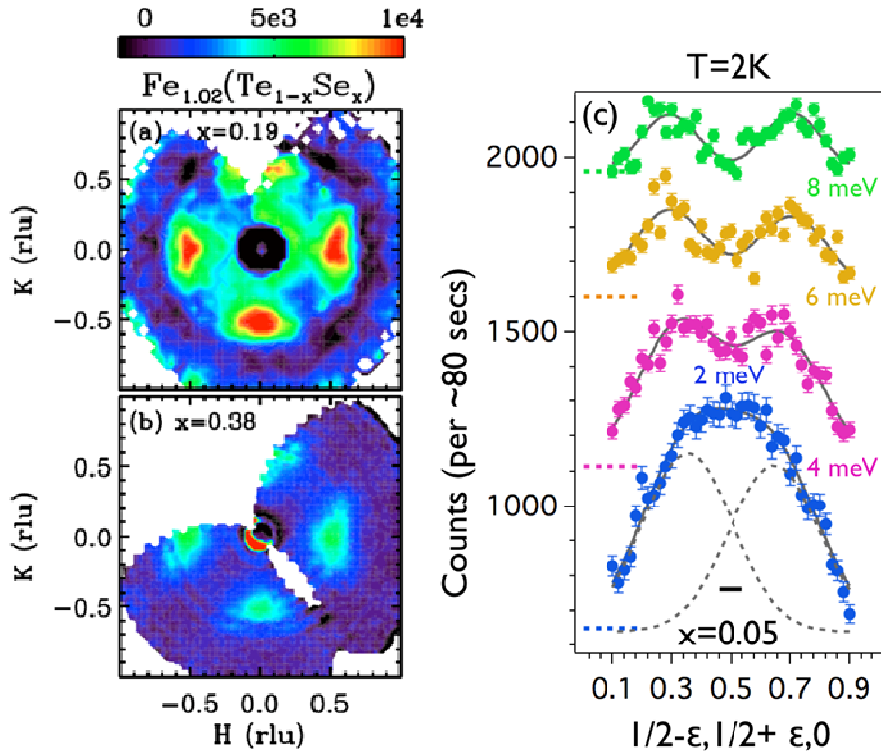 0 5e3 1e4
Fe1.02(Te1-xSex)
(a) x=0.19
0.5
0.0
−0.5
K (rlu)
(b) x=0.38
0.5
0.0
−0.5
K (rlu)
−0.5 0.0 0.5
H (rlu)
T=2K
(c)
2000
1500
1000
Counts (per ~80 secs)
8 meV
6 meV
2 meV
4 meV
x=0.05
0.1 0.3 0.5 0.7 0.9
1/2-ε,1/2+ ε,0